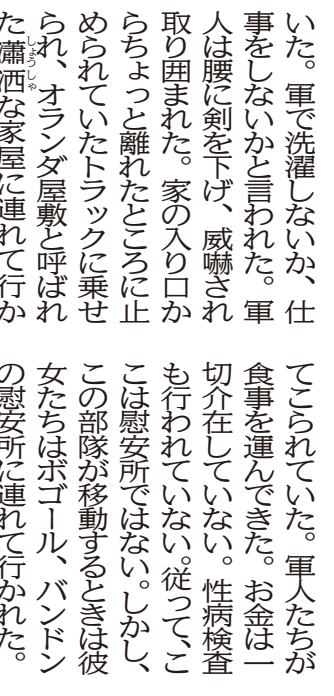 いた。軍で洗濯しないか、仕
事をしないかと言われた。軍
人は腰に剣を下げ、威嚇され
取り囲まれた。家の入り口か
らちょっと離れたところに止
められていたトラックに乗せ
られ、オランダ屋敷と呼ばれ
た瀟洒な家屋に連れて行か
しょうしゃ
てこられていた。軍人たちが
食事を運んできた。お金は一
切介在していない。性病検査
も行われていない。従って、こ
こは慰安所ではない。しかし、
この部隊が移動するときは彼
女たちはボゴール、バンドン
の慰安所に連れて行かれた。